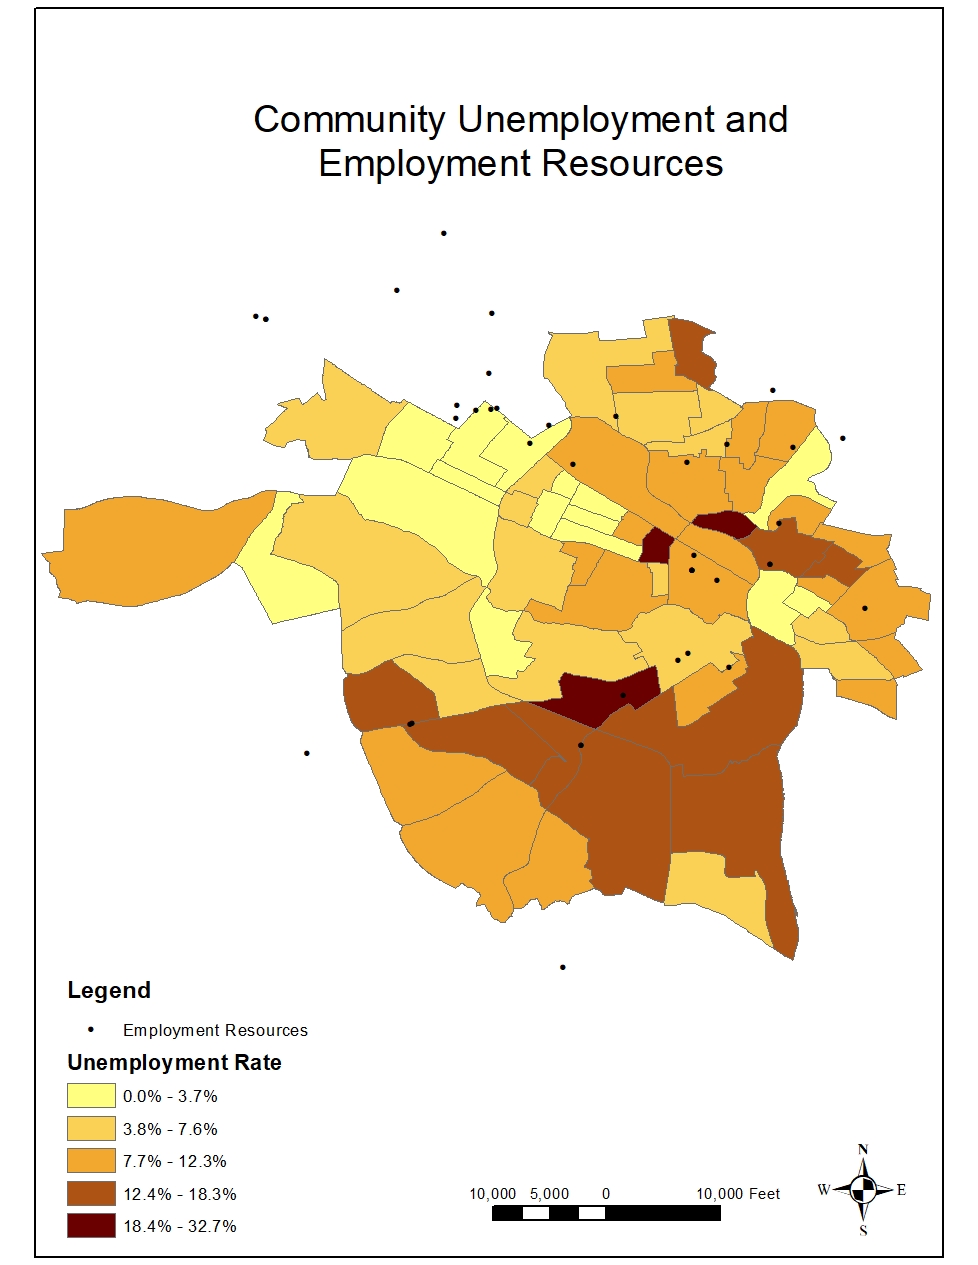 Community Unemployment and
Employment Resources
Legend
Employment Resources
Unemployment Rate
0.0% - 3.7%
3.8% - 7.6%
7.7% - 12.3%
12.4% - 18.3%
18.4% - 32.7%
10,000 5,000 0 10,000 Feet
N
W E
S